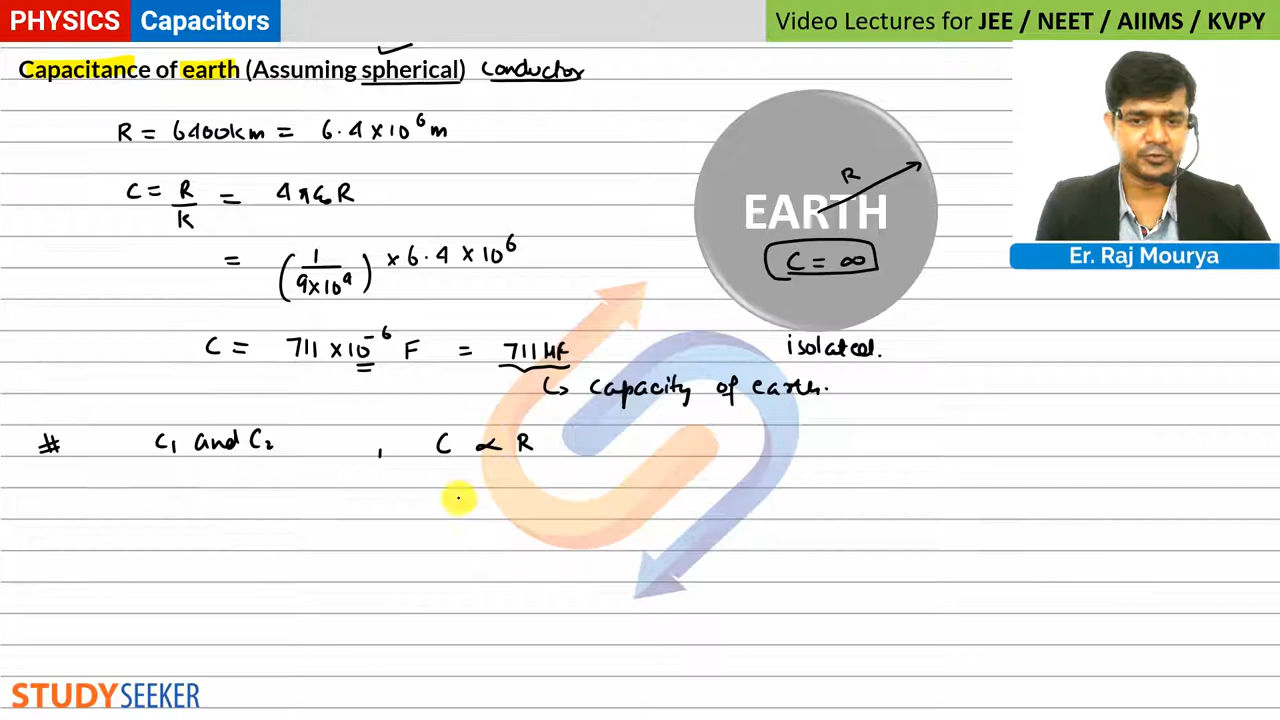 PHYSICS Capacitors Video Lectures for JEE / NEET / AIIMS / KVPY
Capacitance of earth (Assuming spherical) conductor
R = 6400km = 6.4 × 10⁶ m
C = R/K = 4πε₀R
= (1/9×10⁹) × 6.4 × 10⁶
C = 711 × 10⁻⁶ F = 711 μF
↳ capacity of earth.
# C₁ and C₂ , C ∝ R
R
EARTH
C = ∞
isolated.
Er. Raj Mourya
STUDYSEEKER